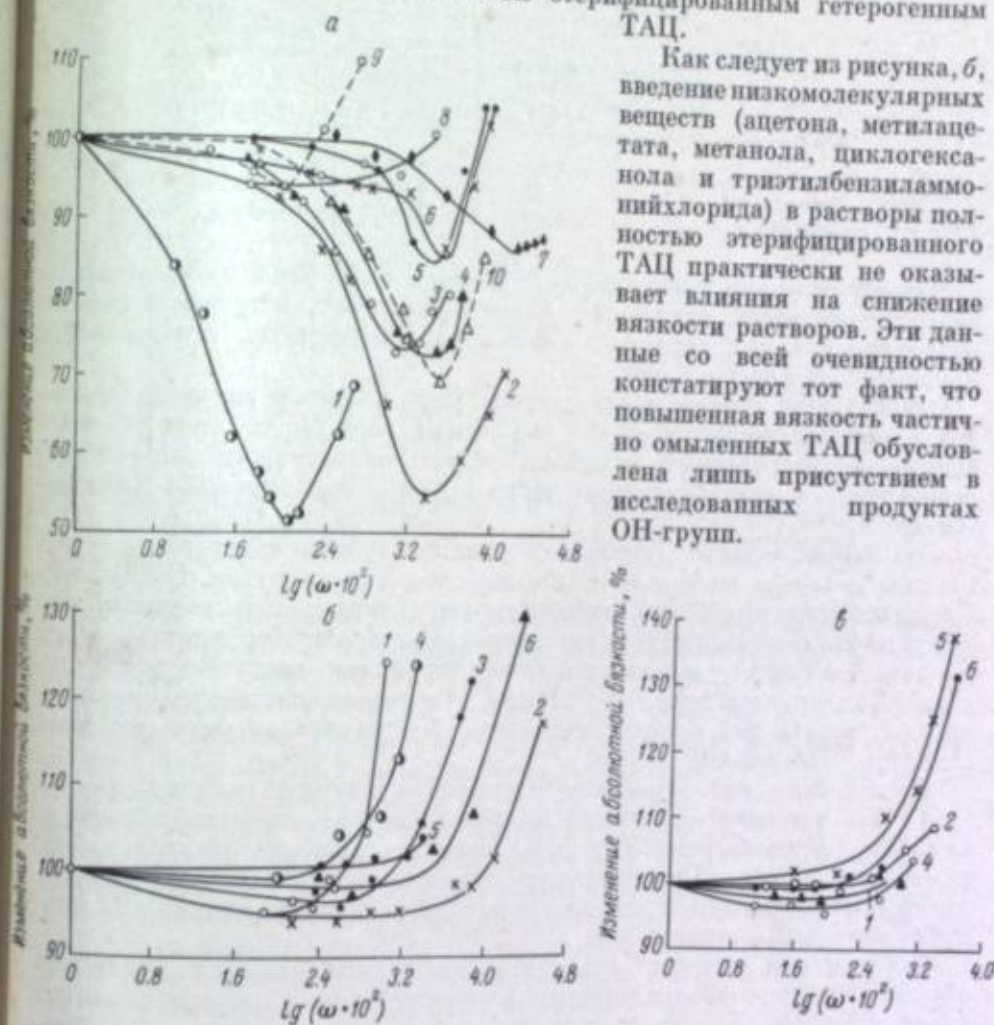 этерифицированным гетерогенным
ТАЦ.
Как следует из рисунка, б,
введение низкомолекулярных
веществ (ацетона, метилаце-
тата, метанола, циклогекса-
нола и триэтилбензиламмо-
нийхлорида) в растворы пол-
ностью этерифицированного
ТАЦ практически не оказы-
вает влияния на снижение
вязкости растворов. Эти дан-
ные со всей очевидностью
констатируют тот факт, что
повышенная вязкость частич-
но омыленных ТАЦ обуслов-
лена лишь присутствием в
исследованных продуктах
ОН-групп.
а
110
100
90
80
70
60
50
0 0.8 1.6 2.4 3.2 4.0 4.8
lg (ω·10²)
1 2 3 4 5 6 7 8 9 10
Изменение абсолютной вязкости, %
б
130
120
110
100
90
0 0.8 1.6 2.4 3.2 4.0 4.8
lg (ω·10²)
1 4 3 6 2 5
Изменение абсолютной вязкости, %
в
140
130
120
110
100
90
0 0.8 1.6 2.4 3.2 4.0
lg (ω·10²)
5 6 2 4 1
Изменение абсолютной вязкости, %